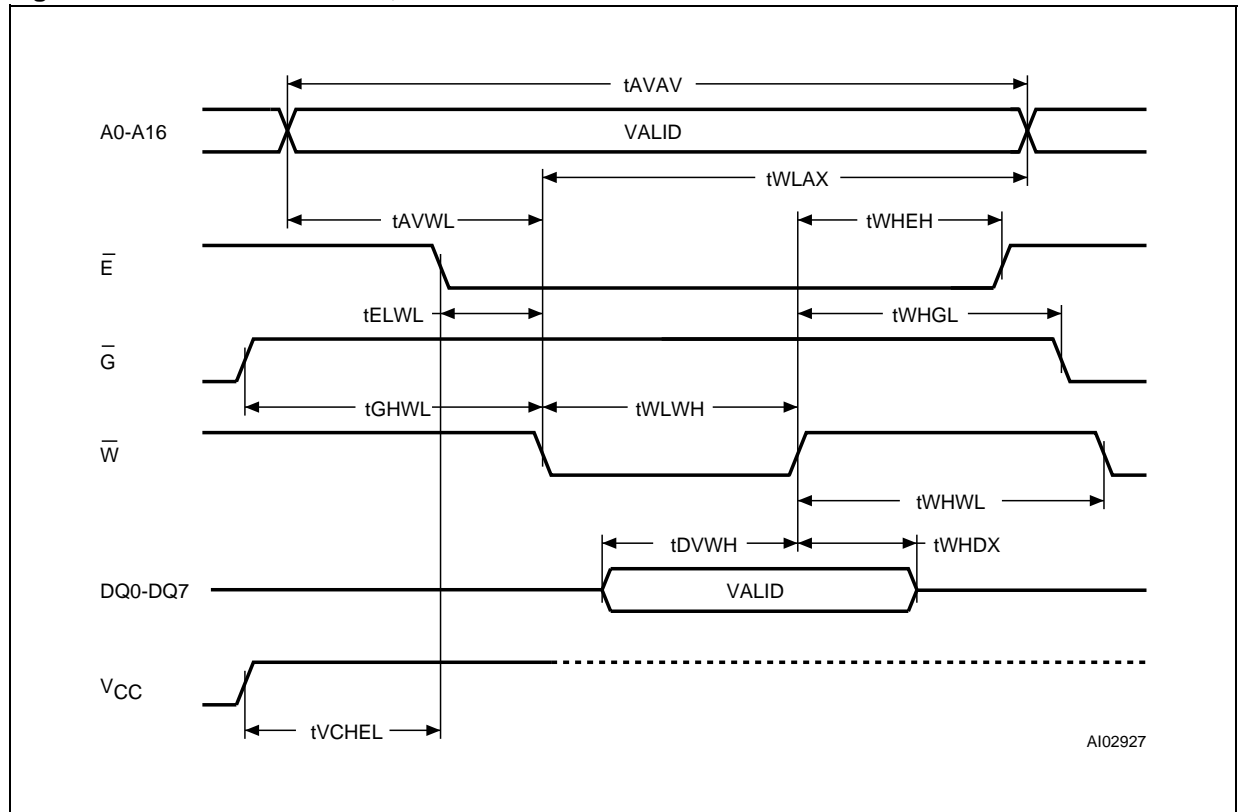 tAVAV
A0-A16
VALID
tWLAX
tAVWL
tWHEH
E
tELWL
tWHGL
G
tGHWL
tWLWH
W
tWHWL
tDVWH
tWHDX
DQ0-DQ7
VALID
VCC
tVCHEL
AI02927